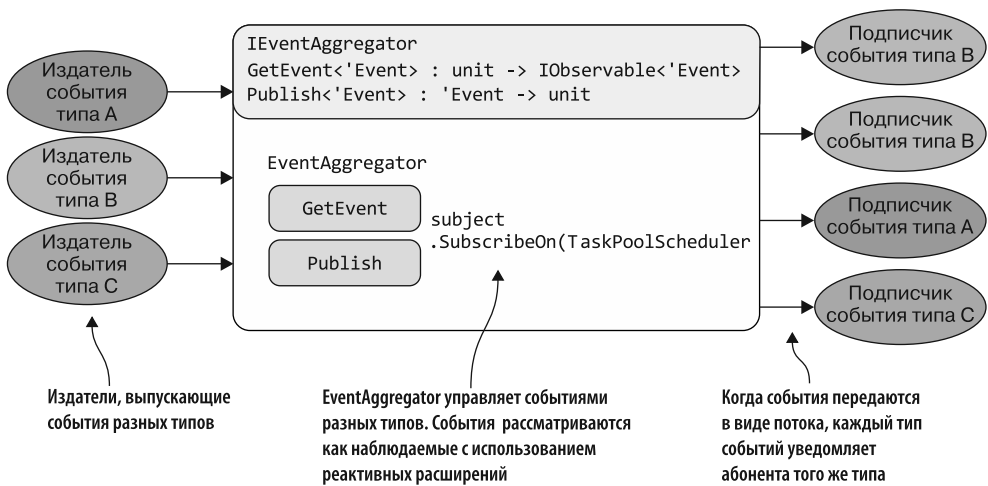 Издатель
события
типа A
Издатель
события
типа B
Издатель
события
типа C
IEventAggregator
GetEvent<'Event> : unit -> IObservable<'Event>
Publish<'Event> : 'Event -> unit
EventAggregator
GetEvent
Publish
subject
.SubscribeOn(TaskPoolScheduler
Подписчик
события типа B
Подписчик
события типа B
Подписчик
события типа A
Подписчик
события типа C
Издатели, выпускающие
события разных типов
EventAggregator управляет событиями
разных типов. События рассматриваются
как наблюдаемые с использованием
реактивных расширений
Когда события передаются
в виде потока, каждый тип
событий уведомляет
абонента того же типа